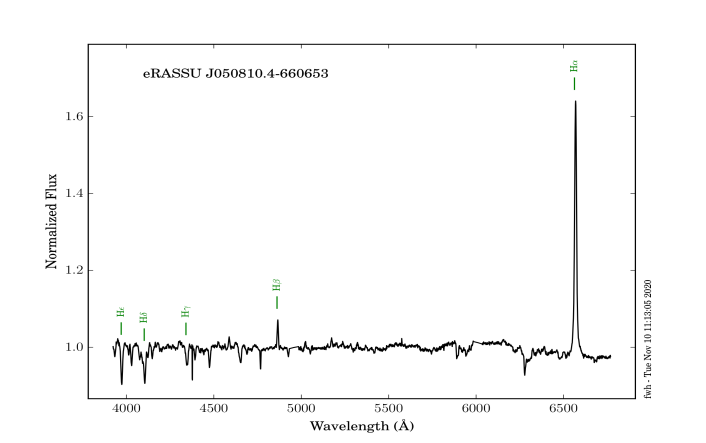 eRASSU J050810.4-660653
Hα
Hβ
Hγ
Hδ
Hϵ
1.6
1.4
1.2
1.0
Normalized Flux
4000 4500 5000 5500 6000 6500
Wavelength (Å)
fwh - Tue Nov 10 11:13:05 2020